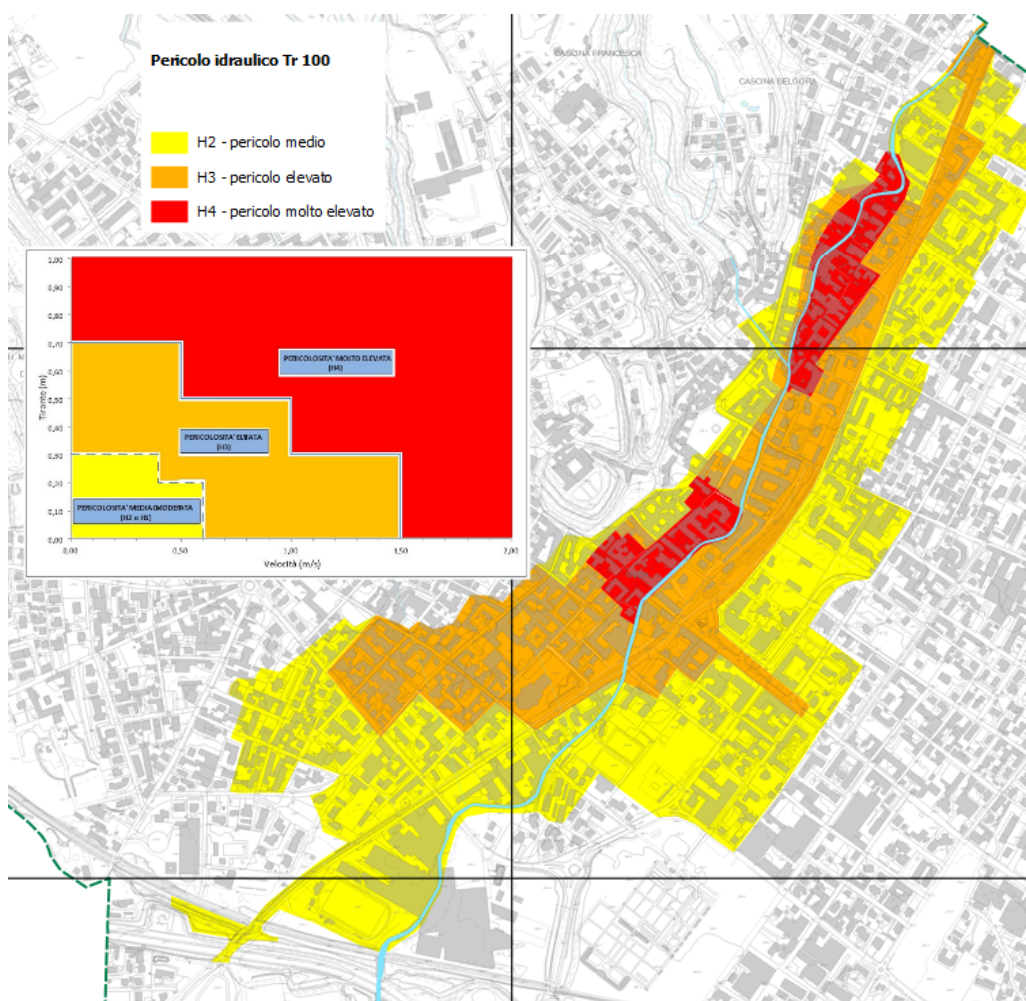 Pericolo idraulico Tr 100
H2 - pericolo medio
H3 - pericolo elevato
H4 - pericolo molto elevato
CASCINA FRANCESCA
CASCINA BELGORA
1,00
0,90
0,80
0,70
0,60
0,50
0,40
0,30
0,20
0,10
0,00
Tirante (m)
PERICOLOSITA' MOLTO ELEVATA
(H4)
PERICOLOSITA' ELEVATA
(H3)
PERICOLOSITA' MEDIA O MODERATA
(H2 o H1)
0,00
0,50
1,00
1,50
2,00
Velocità (m/s)